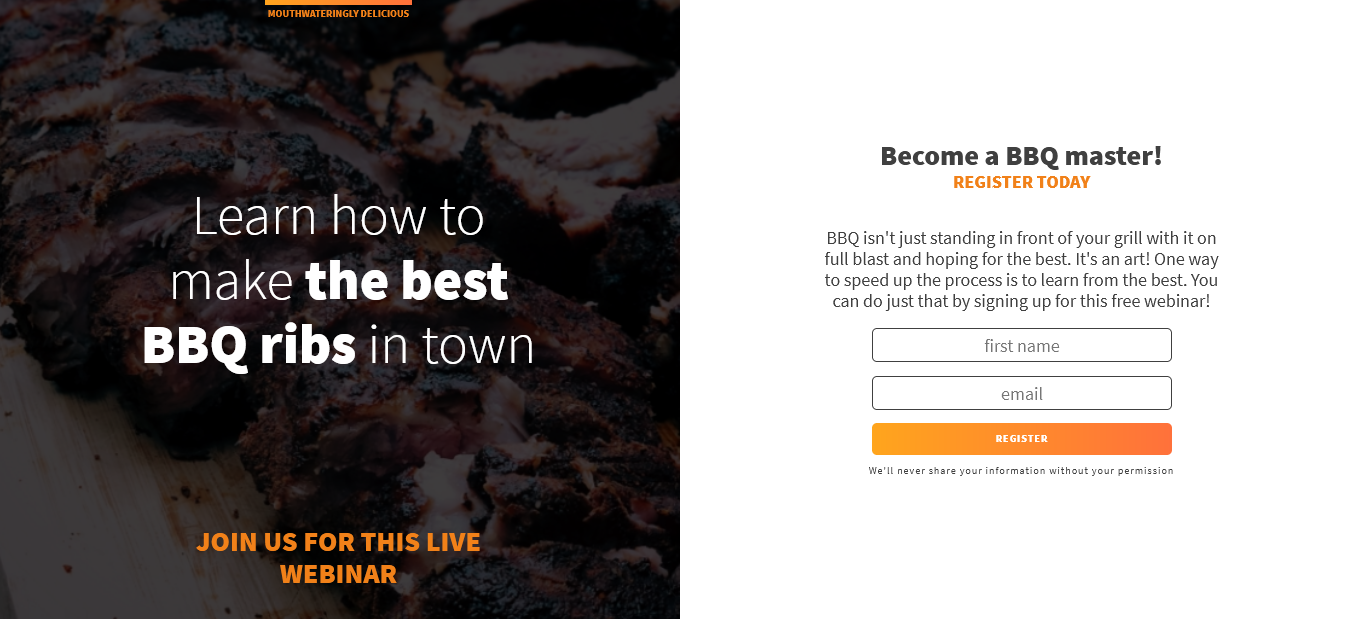 MOUTHWATERINGLY DELICIOUS
Learn how to
make the best
BBQ ribs in town
JOIN US FOR THIS LIVE
WEBINAR
Become a BBQ master!
REGISTER TODAY
BBQ isn't just standing in front of your grill with it on
full blast and hoping for the best. It's an art! One way
to speed up the process is to learn from the best. You
can do just that by signing up for this free webinar!
first name
email
REGISTER
We'll never share your information without your permission